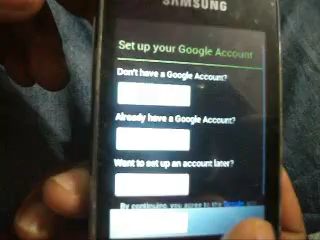 SAMSUNG
Set up your Google Account
Don't have a Google Account?
Already have a Google Account?
Want to set up an account later?
By continuing, you agree to the Google